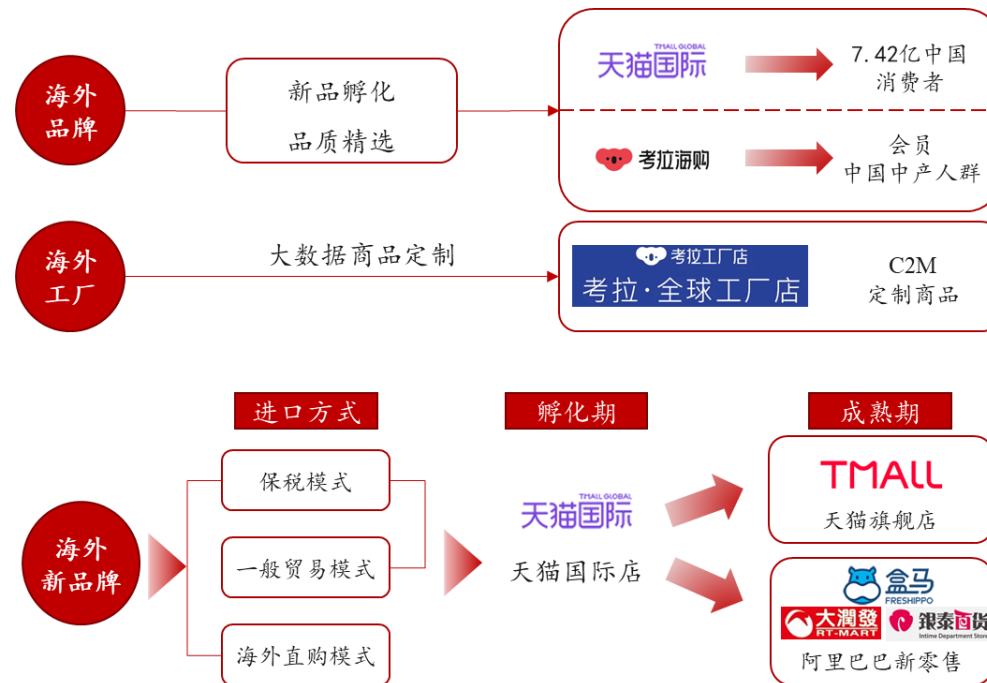 海外
品牌
新品孵化
品质精选
TMALL GLOBAL
天猫国际
7.42亿中国
消费者
考拉海购
会员
中国中产人群
海外
工厂
大数据商品定制
考拉工厂店
考拉·全球工厂店
C2M
定制商品
进口方式
孵化期
成熟期
海外
新品牌
保税模式
一般贸易模式
海外直购模式
TMALL GLOBAL
天猫国际
天猫国际店
TMALL
天猫旗舰店
盒马
FRESHIPPO
大潤發
RT-MART
银泰百货
Intime Department Store
阿里巴巴新零售